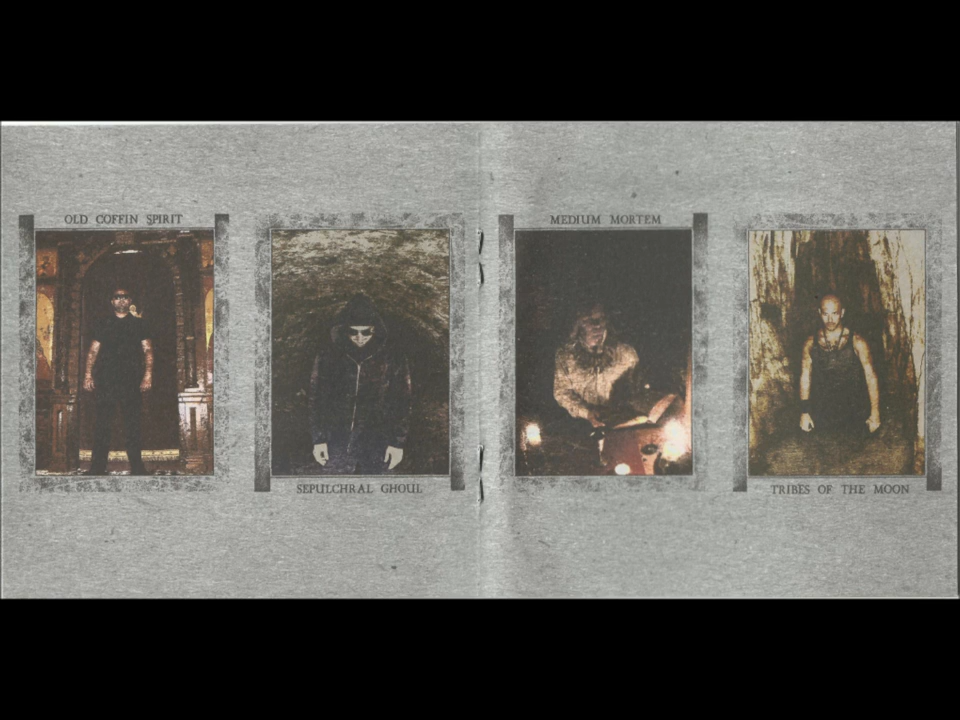 OLD COFFIN SPIRIT
SEPULCHRAL GHOUL
MEDIUM MORTEM
TRIBES OF THE MOON